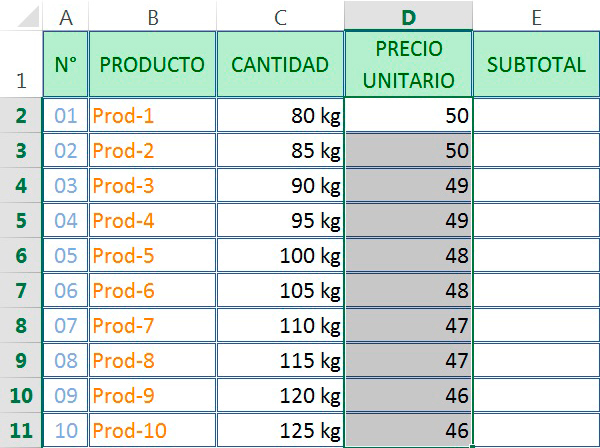 A B C D E
1 N° PRODUCTO CANTIDAD PRECIO UNITARIO SUBTOTAL
2 01 Prod-1 80 kg 50
3 02 Prod-2 85 kg 50
4 03 Prod-3 90 kg 49
5 04 Prod-4 95 kg 49
6 05 Prod-5 100 kg 48
7 06 Prod-6 105 kg 48
8 07 Prod-7 110 kg 47
9 08 Prod-8 115 kg 47
10 09 Prod-9 120 kg 46
11 10 Prod-10 125 kg 46